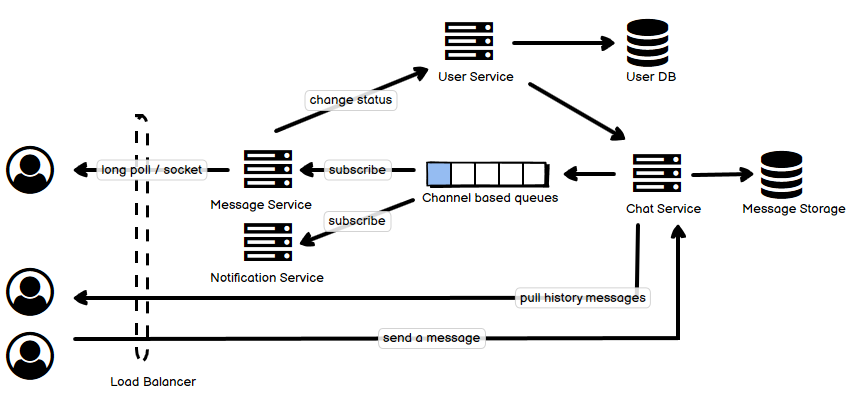 User Service
User DB
change status
long poll / socket
subscribe
Message Service
Channel based queues
Chat Service
Message Storage
subscribe
Notification Service
pull history messages
send a message
Load Balancer